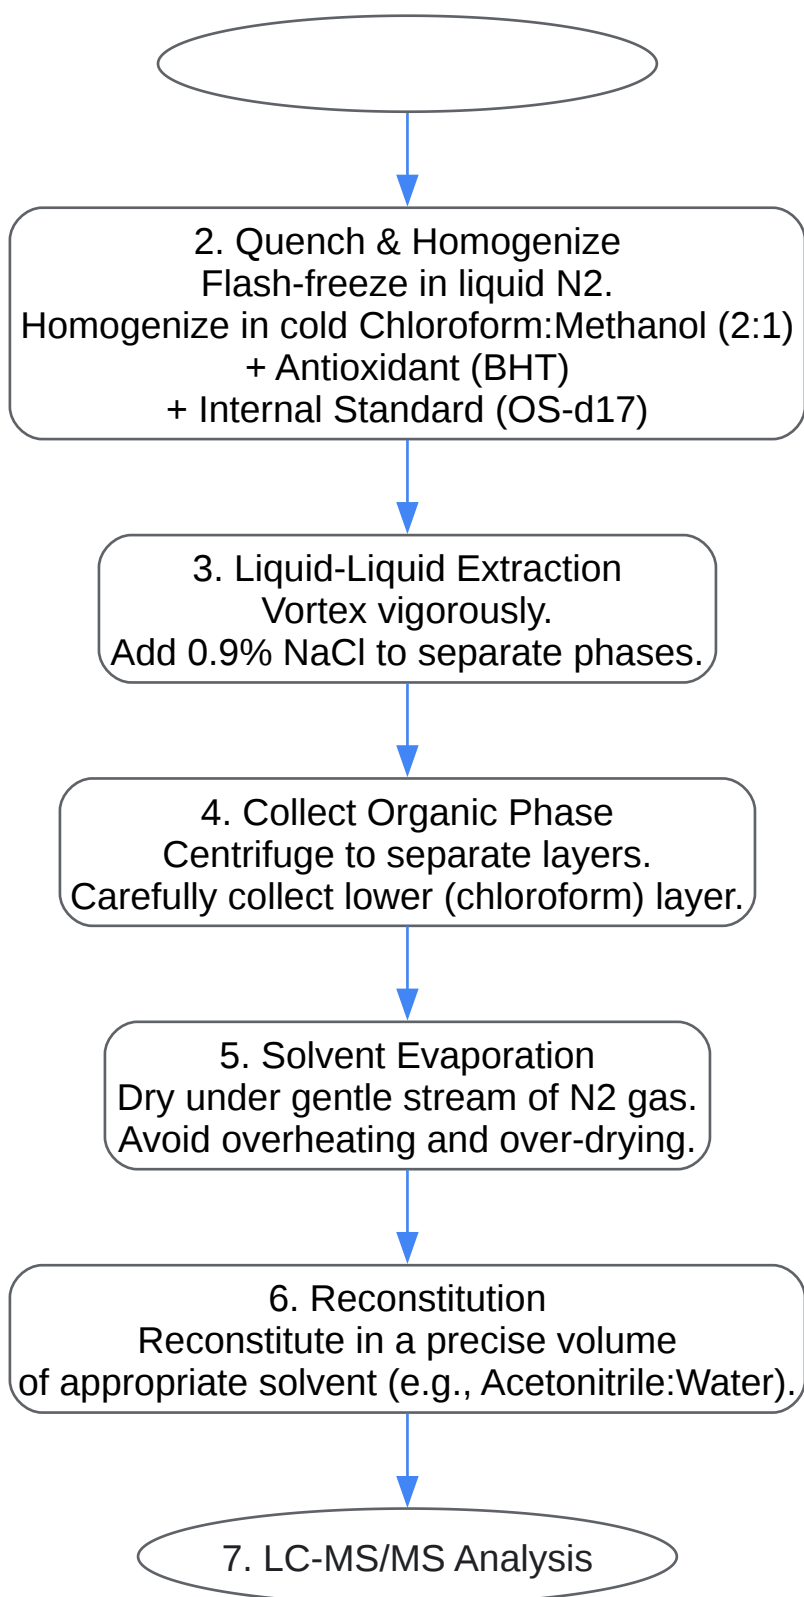 2. Quench & Homogenize
Flash-freeze in liquid N2.
Homogenize in cold Chloroform:Methanol (2:1)
+ Antioxidant (BHT)
+ Internal Standard (OS-d17)
3. Liquid-Liquid Extraction
Vortex vigorously.
Add 0.9% NaCl to separate phases.
4. Collect Organic Phase
Centrifuge to separate layers.
Carefully collect lower (chloroform) layer.
5. Solvent Evaporation
Dry under gentle stream of N2 gas.
Avoid overheating and over-drying.
6. Reconstitution
Reconstitute in a precise volume
of appropriate solvent (e.g., Acetonitrile:Water).
7. LC-MS/MS Analysis